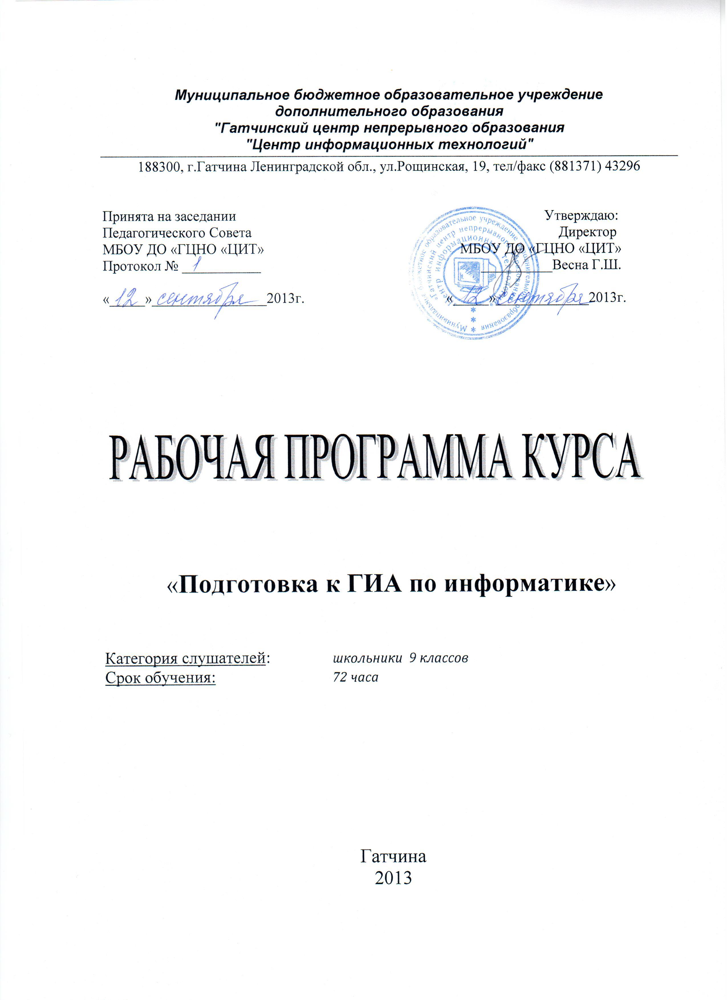 Муниципальное бюджетное образовательное учреждение
дополнительного образования
"Гатчинский центр непрерывного образования
"Центр информационных технологий"
188300, г.Гатчина Ленинградской обл., ул.Рощинская, 19, тел/факс (881371) 43296
Принята на заседании
Педагогического Совета
МБОУ ДО «ГЦНО «ЦИТ»
Протокол № 1
«12» сентября 2013г.
Утверждаю:
Директор
МБОУ ДО «ГЦНО «ЦИТ»
Весна Г.Ш.
«12» сентября 2013г.
Муниципальное бюджетное образовательное учреждение дополнительного образования
«Гатчинский центр непрерывного образования
«Центр информационных технологий»
РАБОЧАЯ ПРОГРАММА КУРСА
«Подготовка к ГИА по информатике»
Категория слушателей: школьники 9 классов
Срок обучения: 72 часа
Гатчина
2013